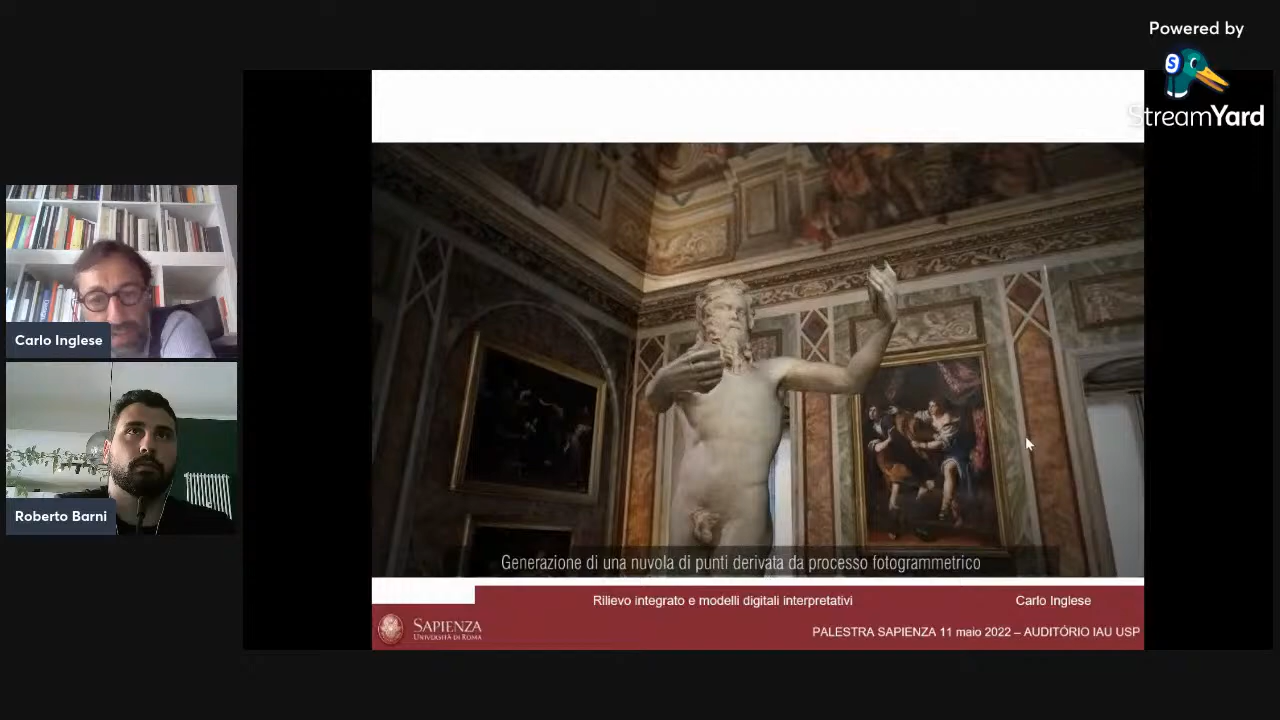 Powered by
StreamYard
Carlo Inglese
Roberto Barni
Generazione di una nuvola di punti derivata da processo fotogrammetrico
Rilievo integrato e modelli digitali interpretativi
Carlo Inglese
SAPIENZA
UNIVERSITÀ DI ROMA
PALESTRA SAPIENZA 11 maio 2022 – AUDITÓRIO IAU USP